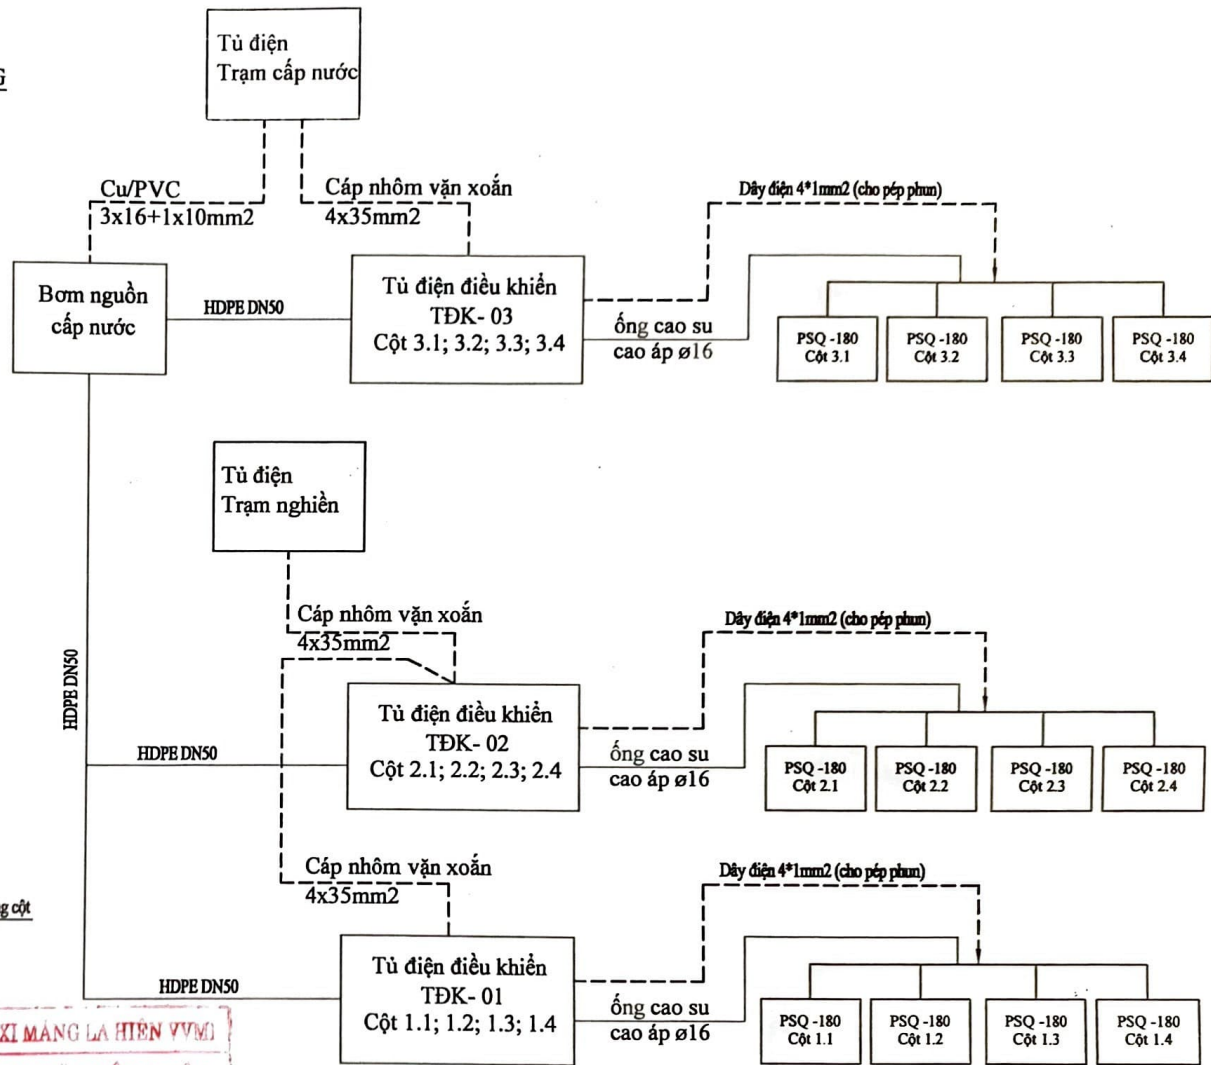 G
Tủ điện
Trạm cấp nước
Cu/PVC
3x16+1x10mm2
Cáp nhôm vặn xoắn
4x35mm2
Dây điện 4*1mm2 (cho pép phun)
Bơm nguồn
cấp nước
HDPE DN50
Tủ điện điều khiển
TĐK- 03
Cột 3.1; 3.2; 3.3; 3.4
ống cao su
cao áp ø16
PSQ -180
Cột 3.1
PSQ -180
Cột 3.2
PSQ -180
Cột 3.3
PSQ -180
Cột 3.4
Tủ điện
Trạm nghiền
Cáp nhôm vặn xoắn
4x35mm2
Dây điện 4*1mm2 (cho pép phun)
HDPE DN50
HDPE DN50
Tủ điện điều khiển
TĐK- 02
Cột 2.1; 2.2; 2.3; 2.4
ống cao su
cao áp ø16
PSQ -180
Cột 2.1
PSQ -180
Cột 2.2
PSQ -180
Cột 2.3
PSQ -180
Cột 2.4
Cáp nhôm vặn xoắn
4x35mm2
Dây điện 4*1mm2 (cho pép phun)
g cột
HDPE DN50
Tủ điện điều khiển
TĐK- 01
Cột 1.1; 1.2; 1.3; 1.4
ống cao su
cao áp ø16
PSQ -180
Cột 1.1
PSQ -180
Cột 1.2
PSQ -180
Cột 1.3
PSQ -180
Cột 1.4
XI MĂNG LA HIÊN VVMI